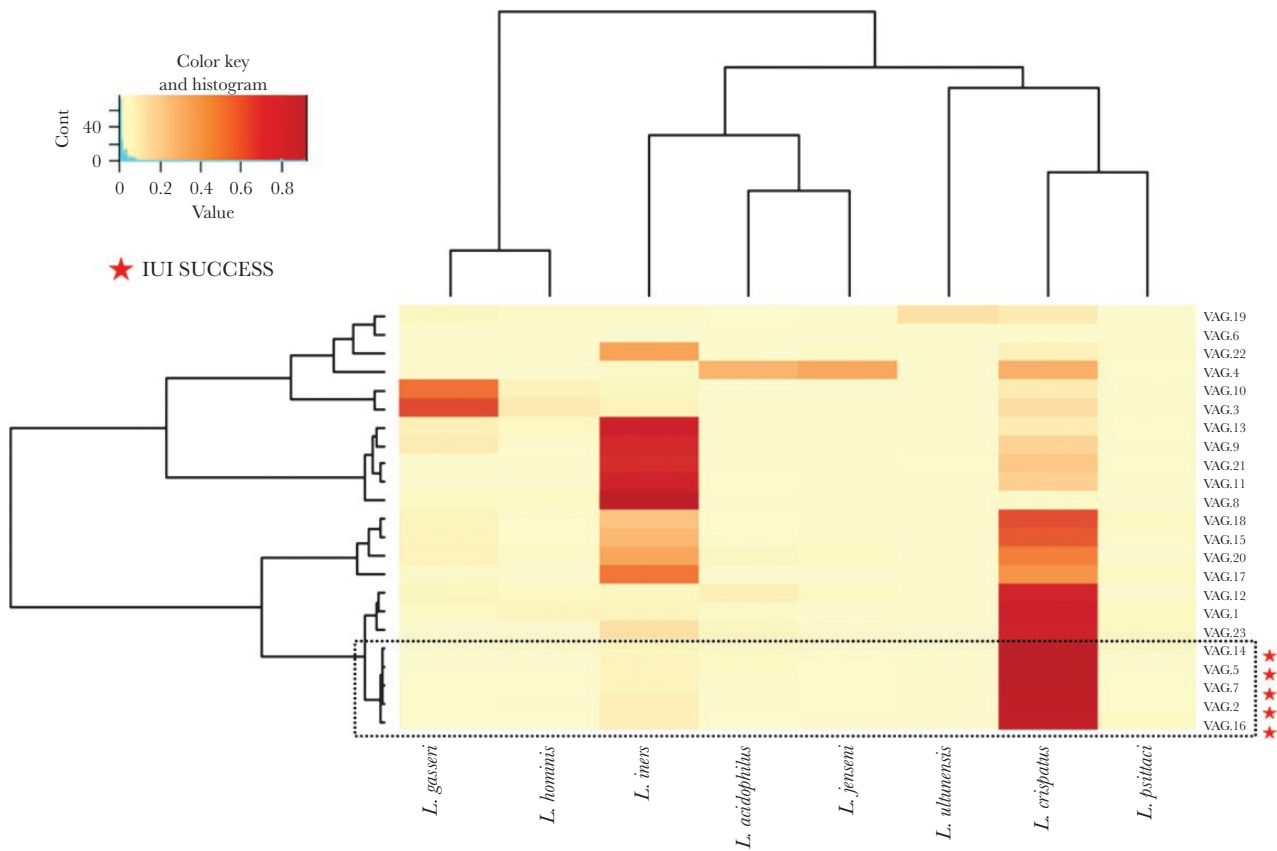 Color key
and histogram
Cont
40
0
0 0.2 0.4 0.6 0.8
Value
IUI SUCCESS
VAG.19
VAG.6
VAG.22
VAG.4
VAG.10
VAG.3
VAG.13
VAG.9
VAG.21
VAG.11
VAG.8
VAG.18
VAG.15
VAG.20
VAG.17
VAG.12
VAG.1
VAG.23
VAG.14
VAG.5
VAG.7
VAG.2
VAG.16
L. gasseri
L. hominis
L. iners
L. acidophilus
L. jenseni
L. ultunensis
L. crispatus
L. psittaci